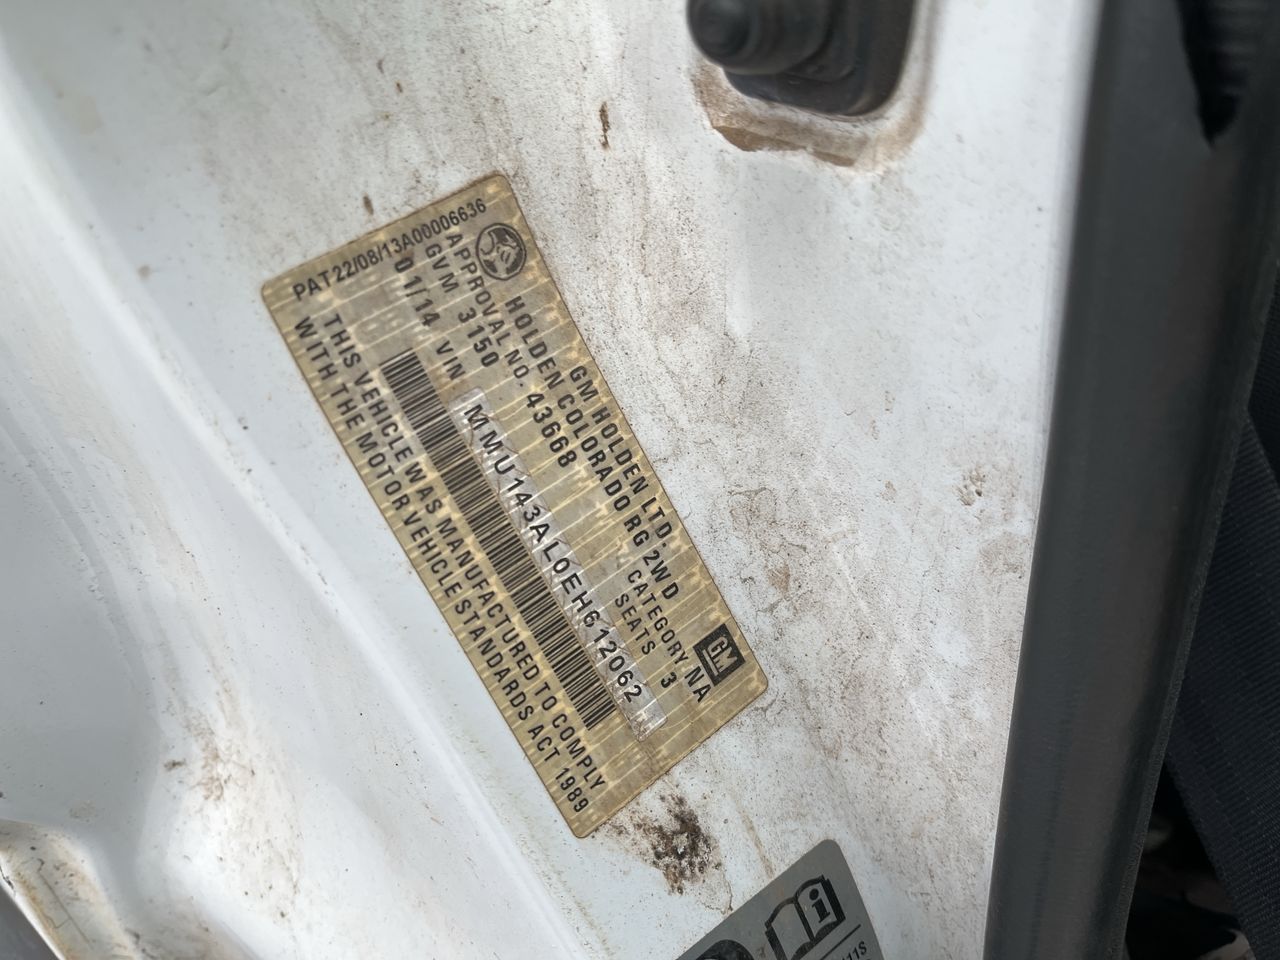 PAT22/08/13A00006636
GM HOLDEN LTD.
HOLDEN COLORADO RG 2WD
APPROVAL NO. 43668 CATEGORY NA
GVM 3150 SEATS 3
01/14 VIN MMU143AL0EH612062
THIS VEHICLE WAS MANUFACTURED TO COMPLY
WITH THE MOTOR VEHICLE STANDARDS ACT 1989
GM
i